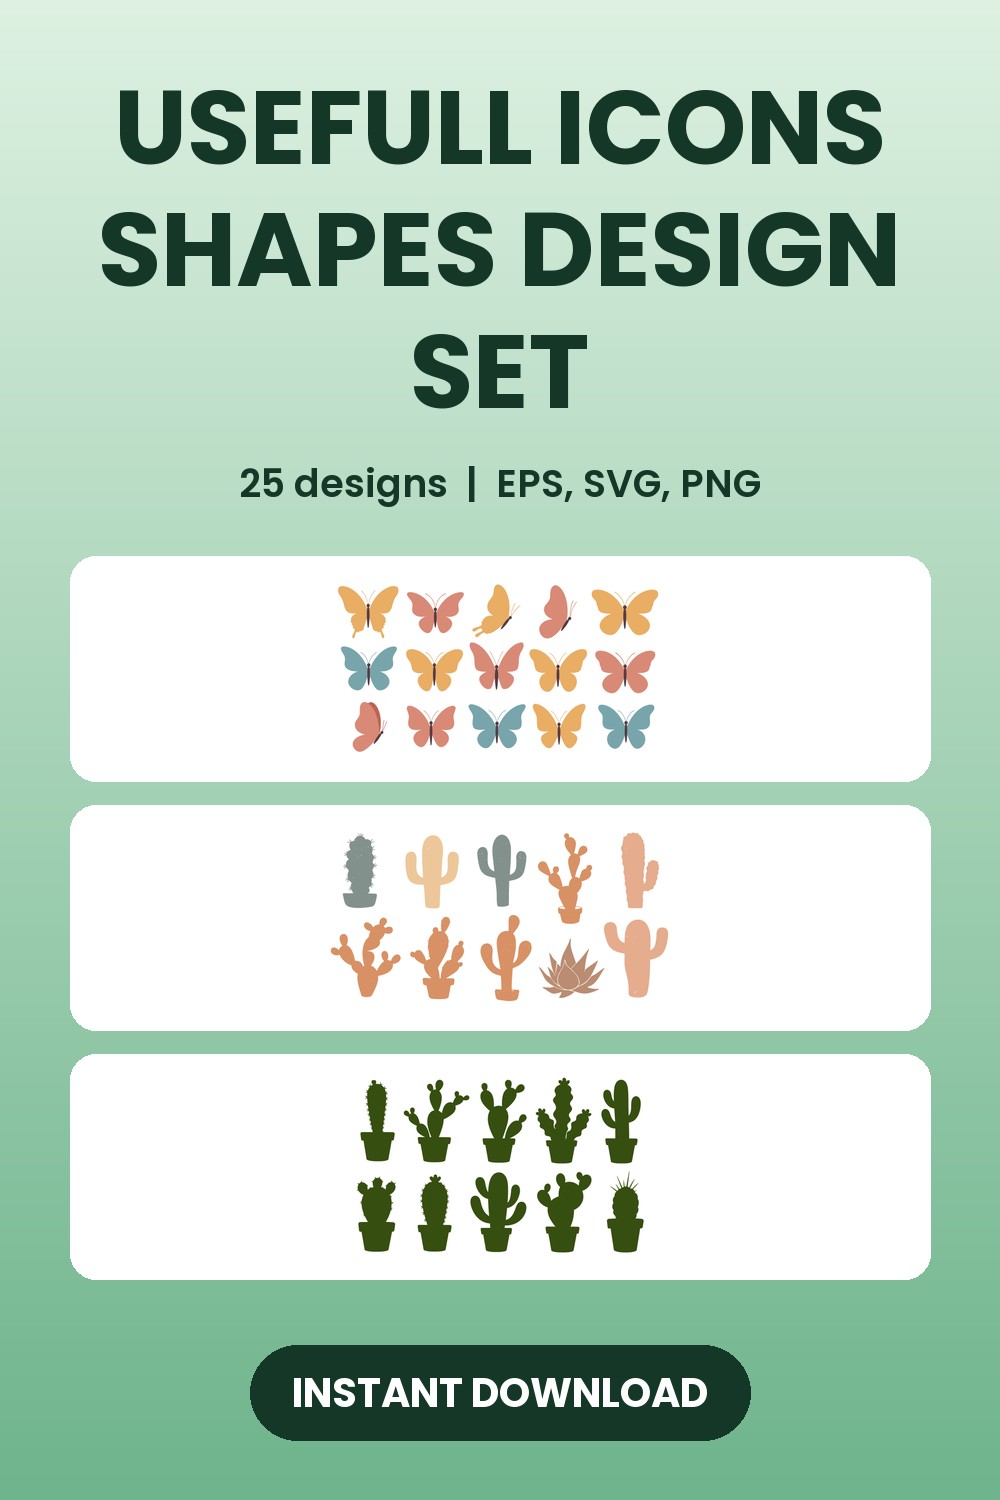 USEFULL ICONS
SHAPES DESIGN
SET
25 designs | EPS, SVG, PNG
INSTANT DOWNLOAD